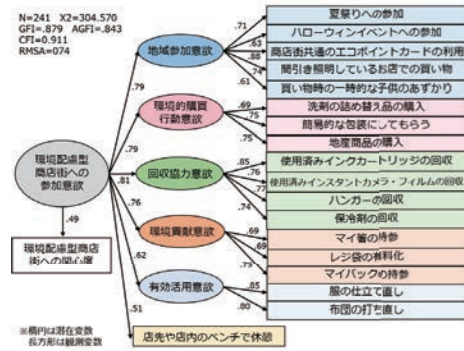 N=241 X2=304.570
GFI=.879 AGFI=.843
CFI=0.911
RMSA=074
環境配慮型
商店街への
参加意欲
.49
環境配慮型商店
街への関心度
※楕円は潜在変数
長方形は観測変数
.79
地域参加意欲
.71
夏祭りへの参加
.63
ハローウィンイベントへの参加
.88
商店街共通のエコポイントカードの利用
.74
間引き照明しているお店での買い物
.61
買い物時の一時的な子供のあずかり
.79
環境的購買
行動意欲
.69
洗剤の詰め替え品の購入
.75
簡易的な包装にしてもらう
.75
地産商品の購入
.81
回収協力意欲
.85
使用済みインクカートリッジの回収
.76
使用済みインスタントカメラ・フィルムの回収
.77
ハンガーの回収
.74
保冷剤の回収
.76
環境貢献意欲
.69
マイ箸の持参
.69
レジ袋の有料化
.79
マイバックの持参
.62
有効活用意欲
.85
服の仕立て直し
.80
布団の打ち直し
.51
店先や店内のベンチで休憩